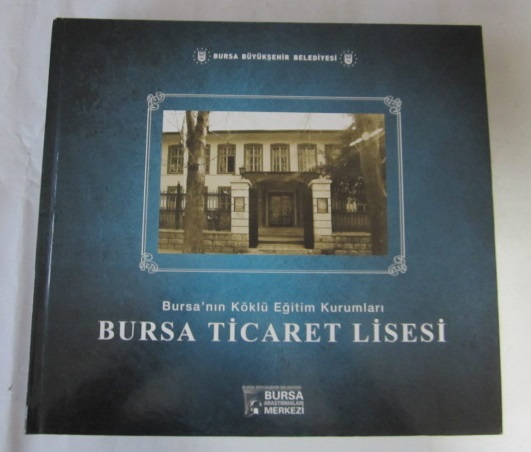 BURSA BÜYÜKŞEHİR BELEDİYESİ
Bursa'nın Köklü Eğitim Kurumları
BURSA TİCARET LİSESİ
BURSA
ARAŞTIRMALARI
MERKEZİ